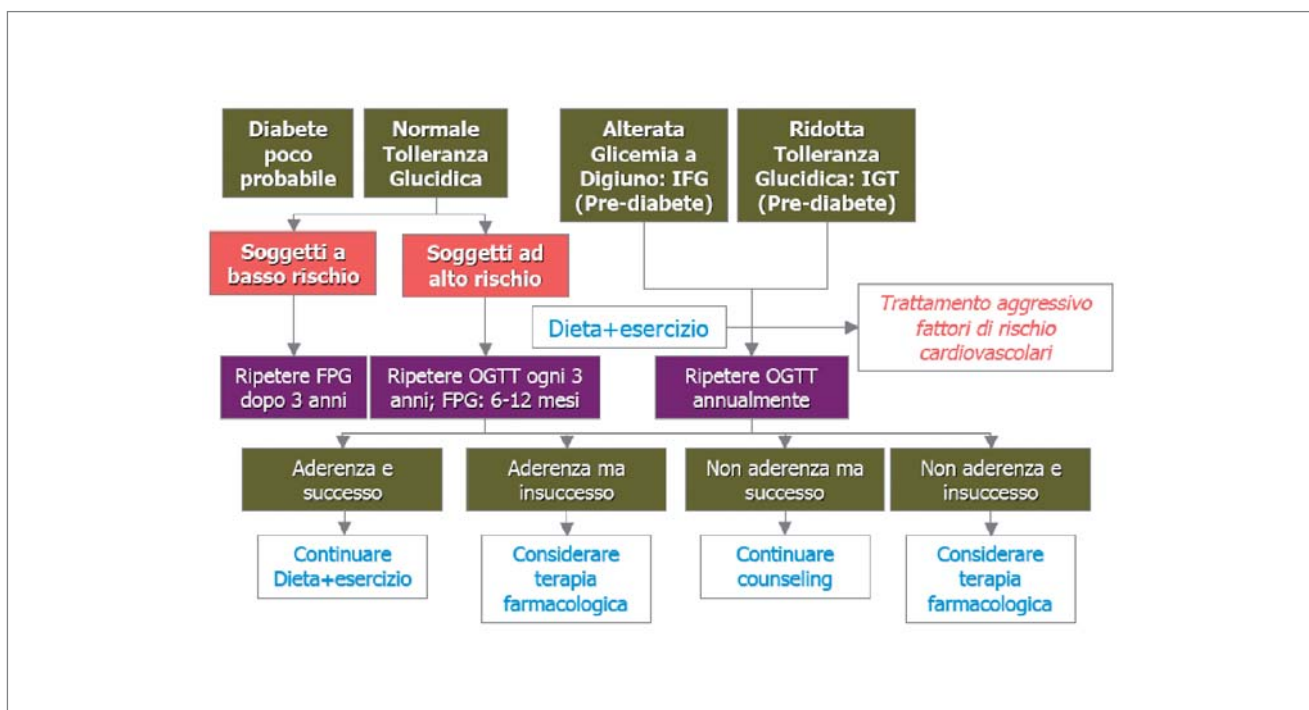 Diabete
poco
probabile
Normale
Tolleranza
Glucidica
Alterata
Glicemia a
Digiuno: IFG
(Pre-diabete)
Ridotta
Tolleranza
Glucidica: IGT
(Pre-diabete)
Soggetti a
basso rischio
Soggetti ad
alto rischio
Dieta+esercizio
Trattamento aggressivo
fattori di rischio
cardiovascolari
Ripetere FPG
dopo 3 anni
Ripetere OGTT ogni 3
anni; FPG: 6-12 mesi
Ripetere OGTT
annualmente
Aderenza e
successo
Aderenza ma
insuccesso
Non aderenza ma
successo
Non aderenza e
insuccesso
Continuare
Dieta+esercizio
Considerare
terapia
farmacologica
Continuare
counseling
Considerare
terapia
farmacologica